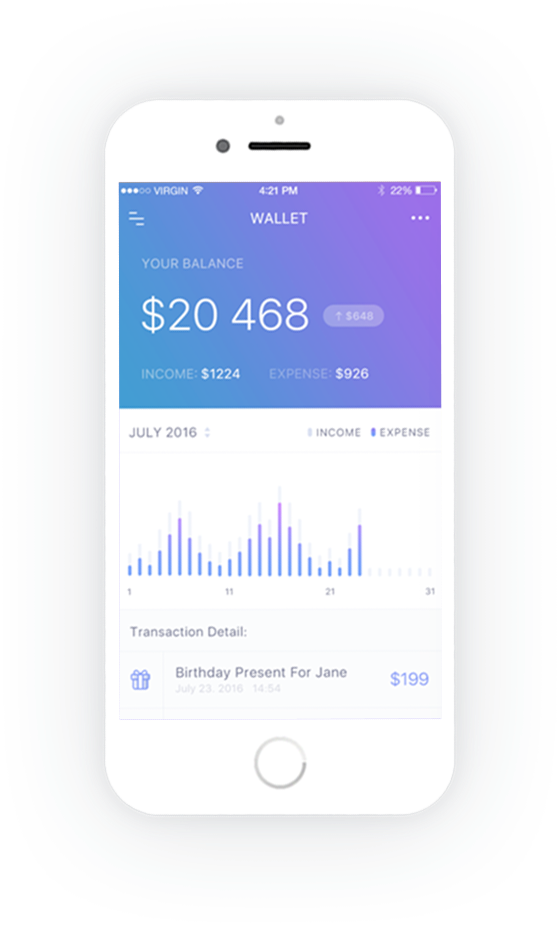 VIRGIN 4:21 PM 22%
WALLET
YOUR BALANCE
$20 468 ↑ $648
INCOME: $1224 EXPENSE: $926
JULY 2016 INCOME EXPENSE
1 11 21 31
Transaction Detail:
Birthday Present For Jane $199
July 23. 2016 14:54